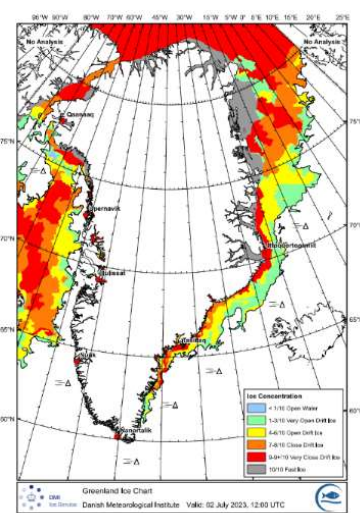 96°W 90°W 80°W 70°W 60°W 45°W 30°W 15°W 5°W 0° 5°E 10°E 15°E 20°E 25°E
No Analysis
No Analysis
Qaanaaq
75°N
75°N
Upernavik
70°N
Ilulissat
70°N
65°N
65°N
Nuuk
60°N
60°N
Ice Concentration
< 1/10 Open Water
1-3/10 Very Open Drift Ice
4-6/10 Open Drift Ice
7-8/10 Close Drift Ice
9-9+/10 Very Close Drift Ice
10/10 Fast Ice
DMI
Ice Service
Greenland Ice Chart
Danish Meteorological Institute Valid: 02 July 2023, 12:00 UTC